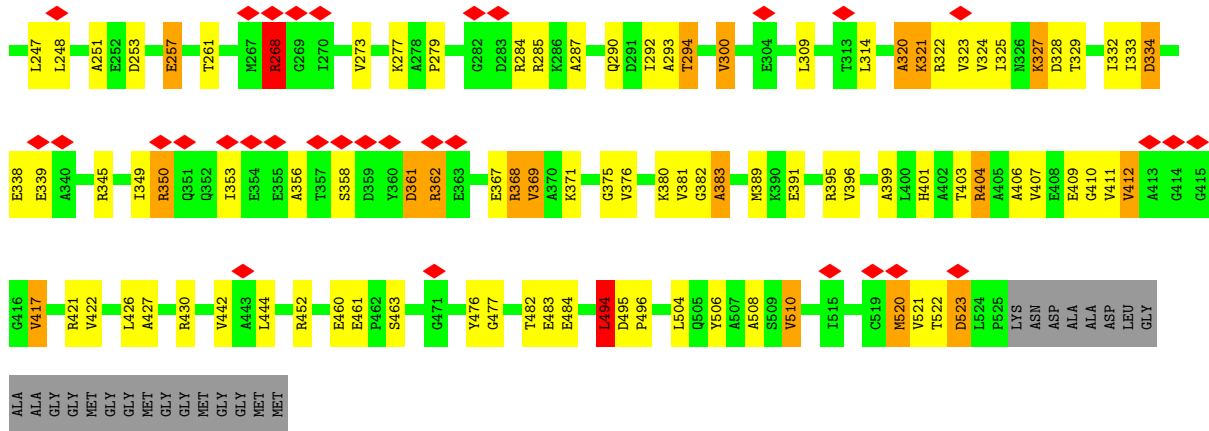 L247 L248 A251 E252 D253 E257 T261 M267 R268 G269 I270 V273 K277 A278 P279 G282 D283 R284 R285 K286 A287 Q290 D291 I292 A293 T294 V300 E304 L309 T313 L314 A320 K321 R322 V323 V324 I325 N326 K327 D328 T329 I332 I333 D334
E338 E339 A340 R345 I349 R350 Q351 Q352 I353 E354 E355 A356 T357 S358 D359 Y360 D361 R362 E363 E367 R368 V369 A370 K371 G375 V376 K380 V381 G382 A383 M389 K390 E391 R395 V396 A399 L400 H401 A402 T403 R404 A405 A406 V407 E408 E409 G410 V411 V412 A413 G414 G415
G416 V417 R421 V422 L426 A427 R430 V442 A443 L444 R452 E460 E461 P462 S463 G471 Y476 G477 T482 E483 E484 L494 D495 P496 L504 Q505 Y506 A507 A508 S509 V510 I515 C519 M520 V521 T522 D523 L524 P525 LYS ASN ASP ALA ALA ASP LEU GLY
ALA ALA GLY GLY MET GLY GLY MET GLY GLY MET GLY GLY MET MET